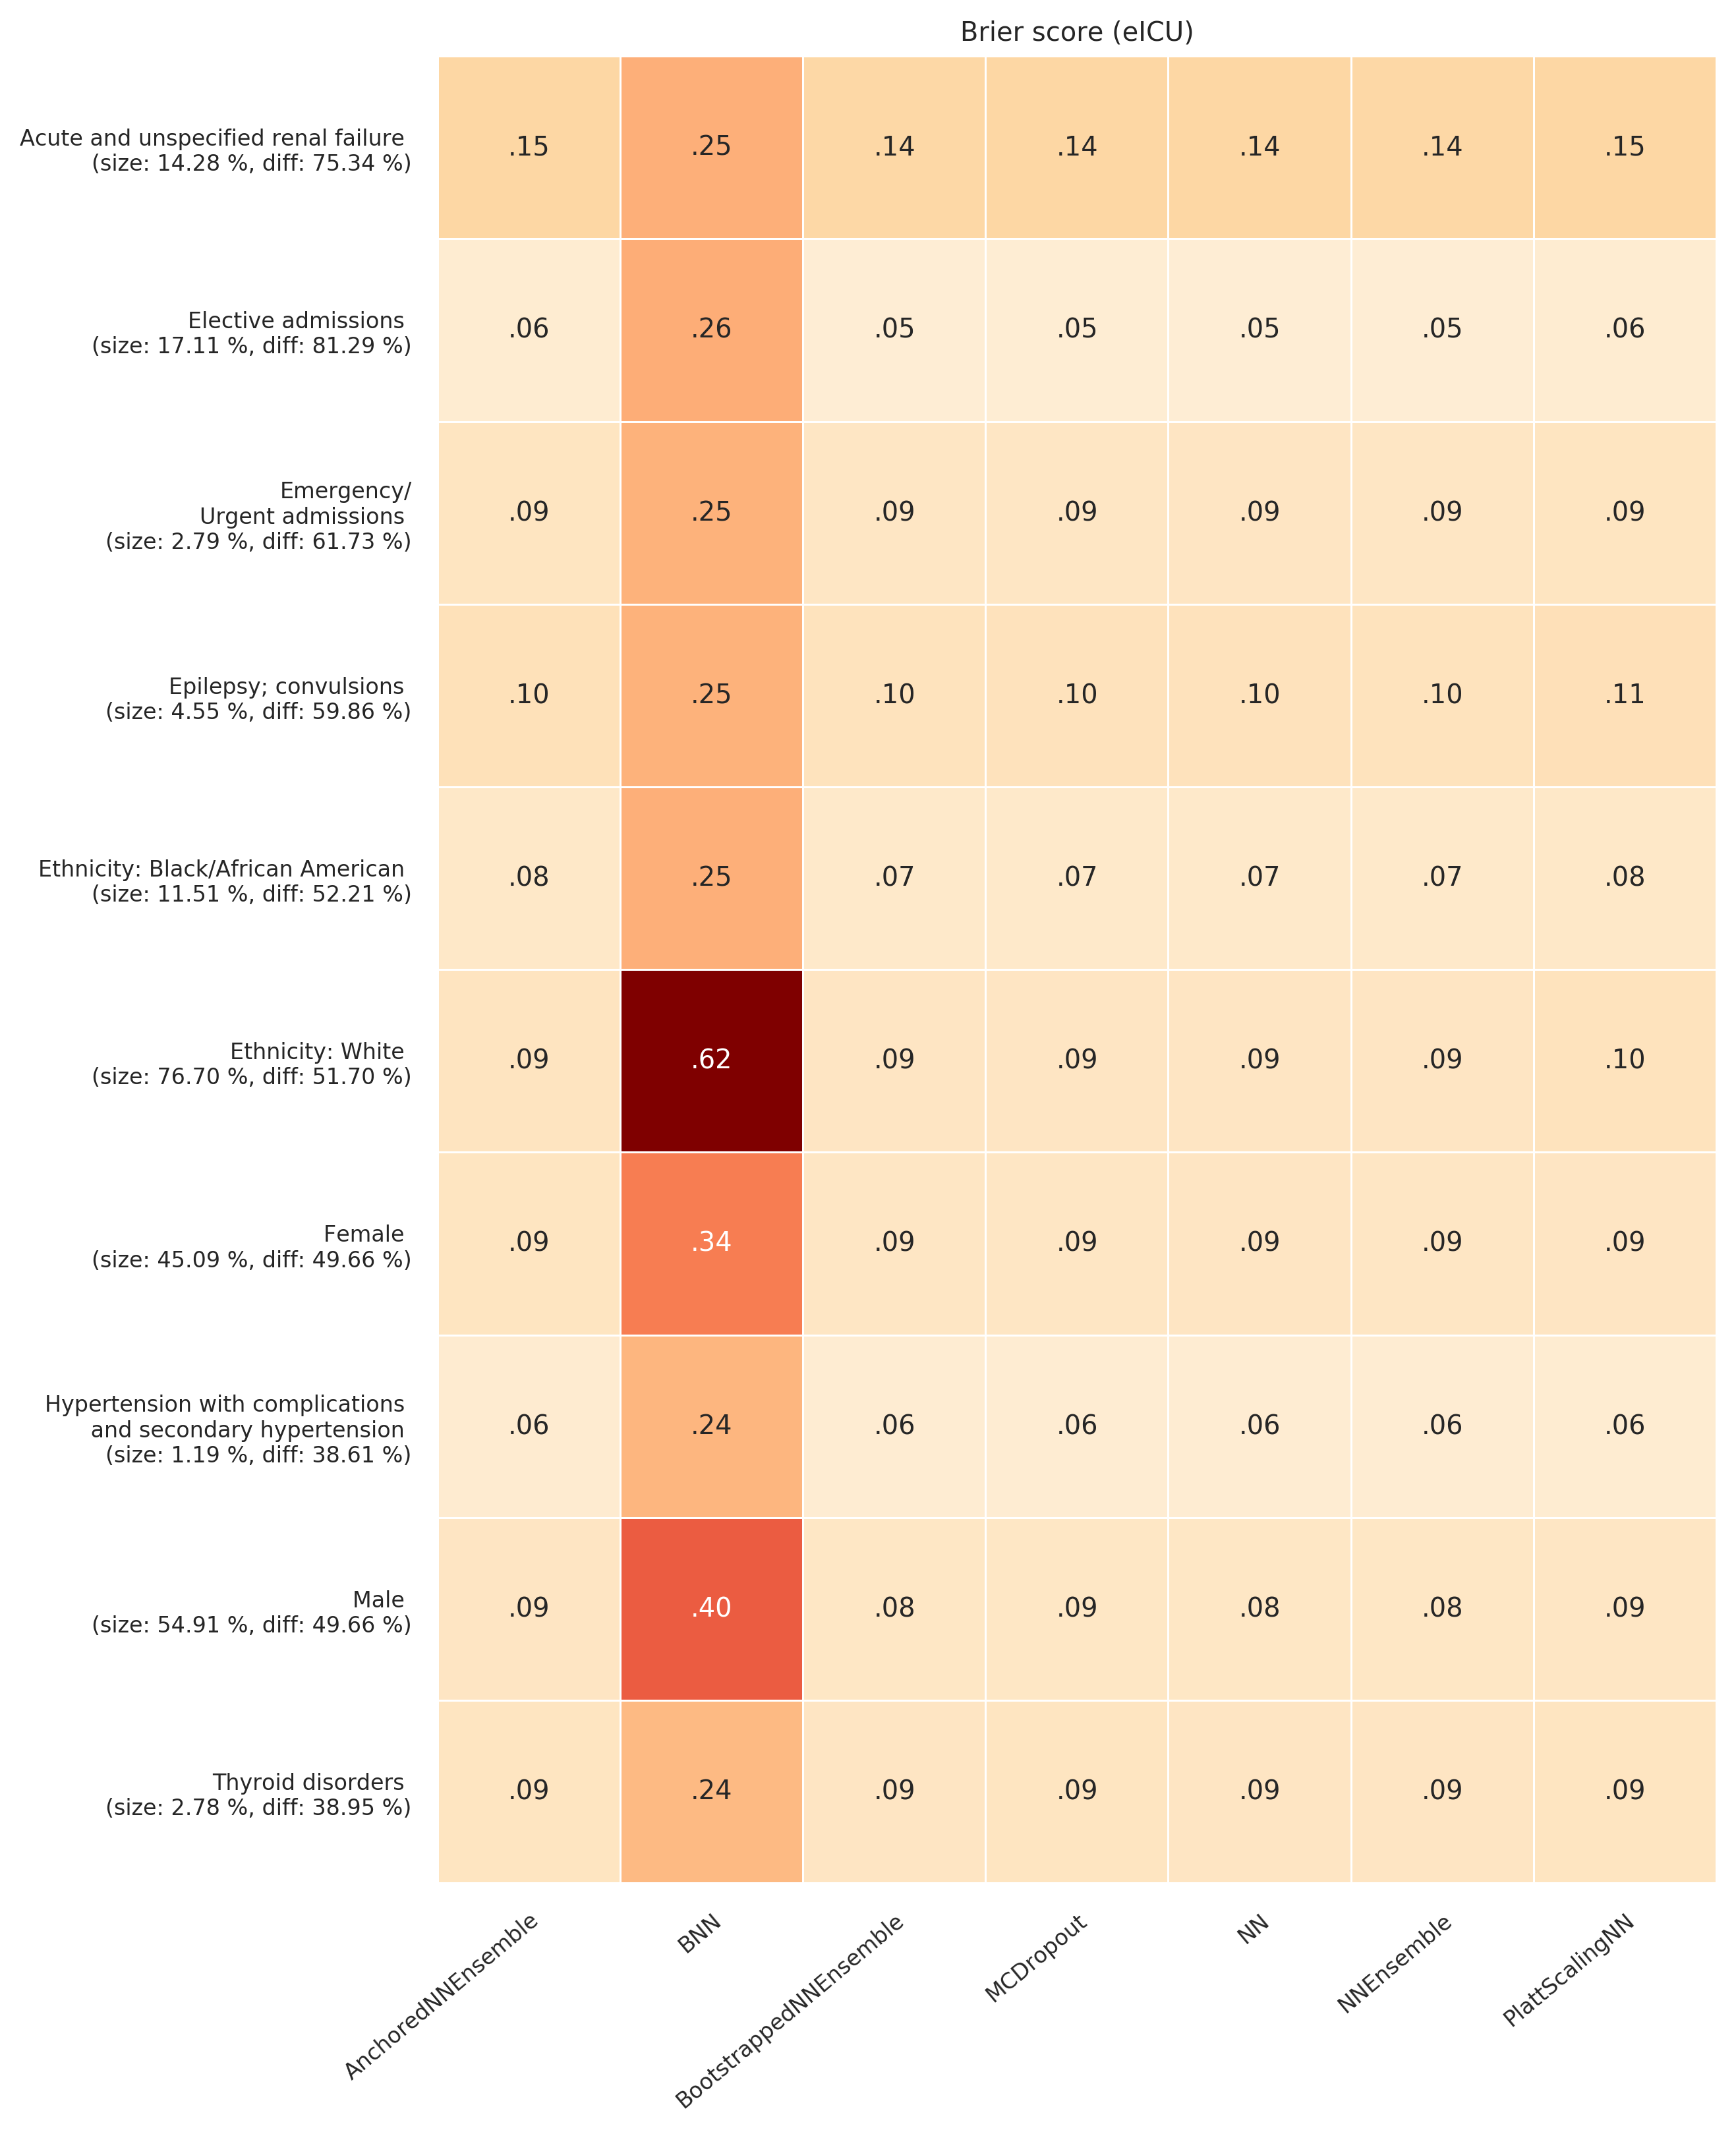 Brier score (eICU)
Acute and unspecified renal failure
(size: 14.28 %, diff: 75.34 %)
.15 .25 .14 .14 .14 .14 .15
Elective admissions
(size: 17.11 %, diff: 81.29 %)
.06 .26 .05 .05 .05 .05 .06
Emergency/
Urgent admissions
(size: 2.79 %, diff: 61.73 %)
.09 .25 .09 .09 .09 .09 .09
Epilepsy; convulsions
(size: 4.55 %, diff: 59.86 %)
.10 .25 .10 .10 .10 .10 .11
Ethnicity: Black/African American
(size: 11.51 %, diff: 52.21 %)
.08 .25 .07 .07 .07 .07 .08
Ethnicity: White
(size: 76.70 %, diff: 51.70 %)
.09 .62 .09 .09 .09 .09 .10
Female
(size: 45.09 %, diff: 49.66 %)
.09 .34 .09 .09 .09 .09 .09
Hypertension with complications
and secondary hypertension
(size: 1.19 %, diff: 38.61 %)
.06 .24 .06 .06 .06 .06 .06
Male
(size: 54.91 %, diff: 49.66 %)
.09 .40 .08 .09 .08 .08 .09
Thyroid disorders
(size: 2.78 %, diff: 38.95 %)
.09 .24 .09 .09 .09 .09 .09
AnchoredNNEnsemble
BNN
BootstrappedNNEnsemble
MCDropout
NN
NNEnsemble
PlattScalingNN